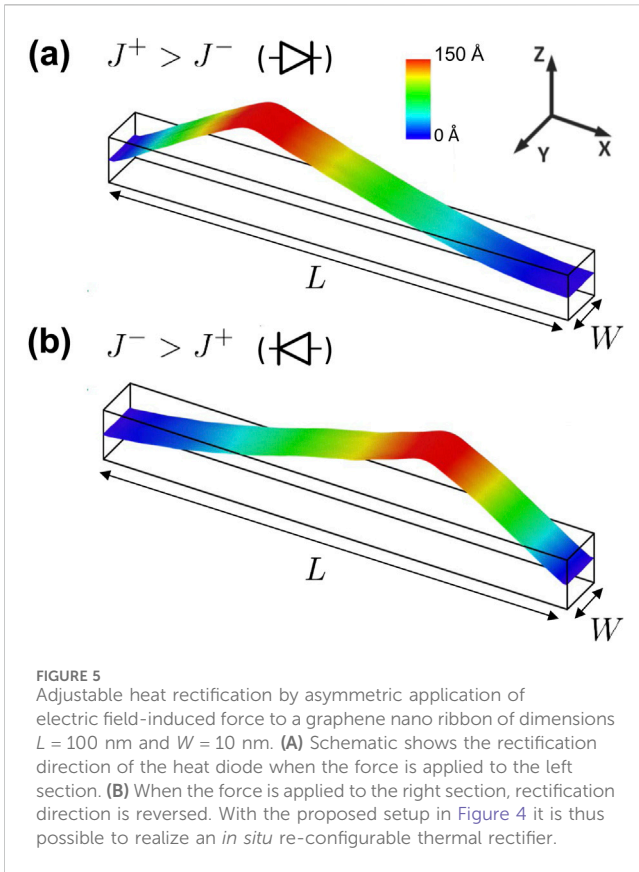 (a) J⁺ > J⁻ ( )
150 Å
0 Å
Z
Y
X
L
W
(b) J⁻ > J⁺ ( )
L
W
FIGURE 5
Adjustable heat rectification by asymmetric application of
electric field-induced force to a graphene nano ribbon of dimensions
L = 100 nm and W = 10 nm. (A) Schematic shows the rectification
direction of the heat diode when the force is applied to the left
section. (B) When the force is applied to the right section, rectification
direction is reversed. With the proposed setup in Figure 4 it is thus
possible to realize an in situ re-configurable thermal rectifier.